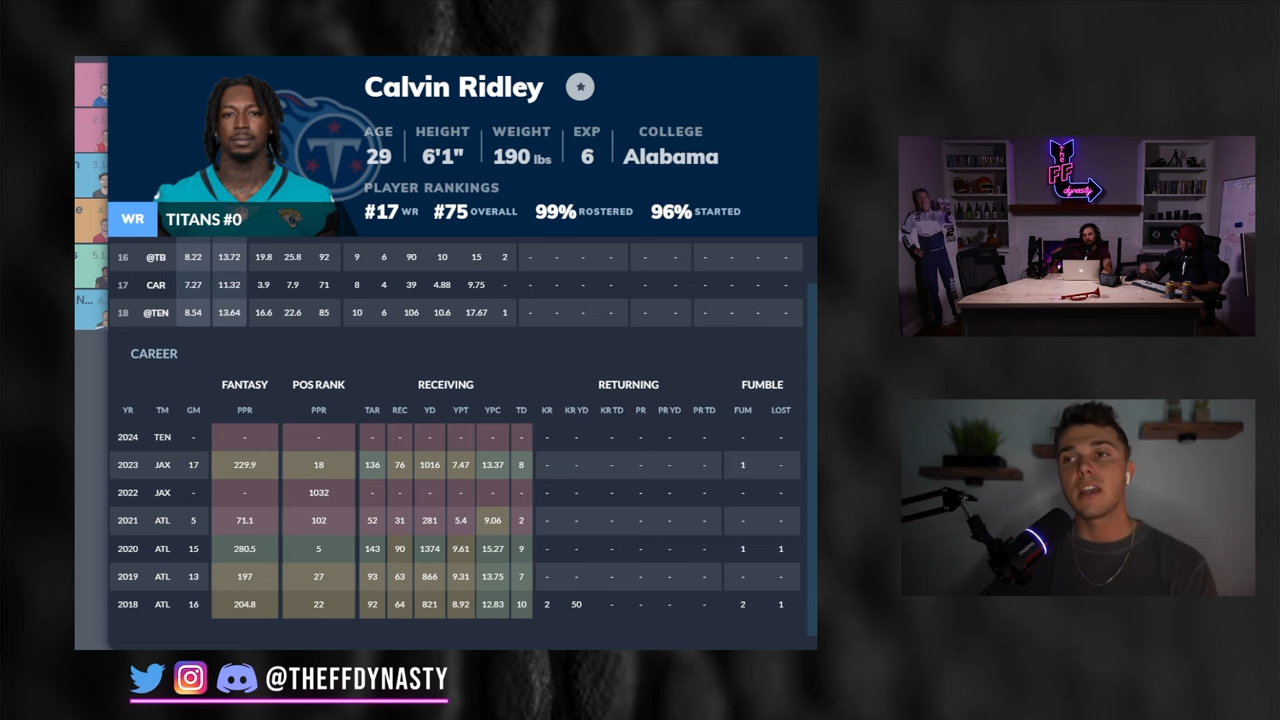 Calvin Ridley
AGE HEIGHT WEIGHT EXP COLLEGE
29 6'1" 190 lbs 6 Alabama
PLAYER RANKINGS
#17 WR #75 OVERALL 99% ROSTERED 96% STARTED
WR TITANS #0
16 @TB 8.22 13.72 19.8 25.8 92 9 6 90 10 15 2 - - - - - - - - - -
17 CAR 7.27 11.32 3.9 7.9 71 8 4 39 4.88 9.75 - - - - - - - - - - -
18 @TEN 8.54 13.64 16.6 22.6 85 10 6 106 10.6 17.67 1 - - - - - - - - - -
CAREER
FANTASY POS RANK RECEIVING RETURNING FUMBLE
YR TM GM PPR PPR TAR REC YD YPT YPC TD KR KR YD KR TD PR PR YD PR TD FUM LOST
2024 TEN - - - - - - - - - - - - - - - - -
2023 JAX 17 229.9 18 136 76 1016 7.47 13.37 8 - - - - - - 1 -
2022 JAX - - 1032 - - - - - - - - - - - - - -
2021 ATL 5 71.1 102 52 31 281 5.4 9.06 2 - - - - - - - -
2020 ATL 15 280.5 5 143 90 1374 9.61 15.27 9 - - - - - - 1 1
2019 ATL 13 197 27 93 63 866 9.31 13.75 7 - - - - - - - -
2018 ATL 16 204.8 22 92 64 821 8.92 12.83 10 2 50 - - - - 2 1
@THEFFDYNASTY
the
FF
dynasty